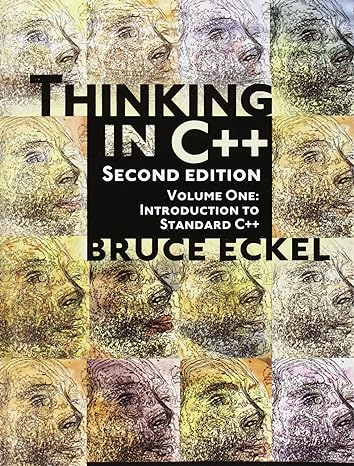 THINKING
IN C++
SECOND EDITION
VOLUME ONE:
INTRODUCTION TO
STANDARD C++
BRUCE ECKEL